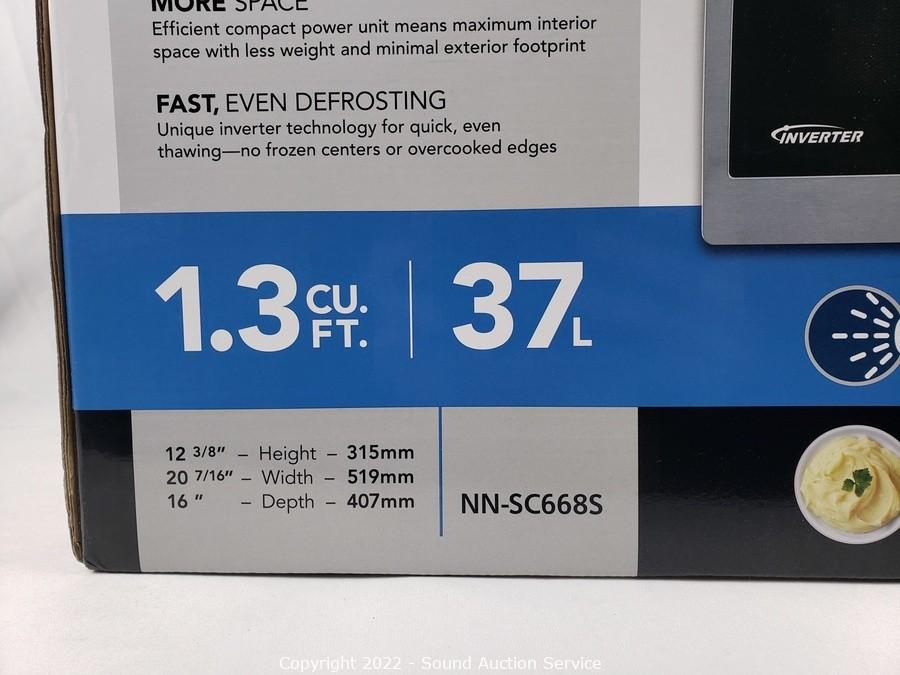 MORE SPACE
Efficient compact power unit means maximum interior
space with less weight and minimal exterior footprint
FAST, EVEN DEFROSTING
Unique inverter technology for quick, even
thawing—no frozen centers or overcooked edges
INVERTER
1.3 CU. FT. | 37L
12 3/8" – Height – 315mm
20 7/16" – Width – 519mm
16 " – Depth – 407mm
NN-SC668S
Copyright 2022 - Sound Auction Service